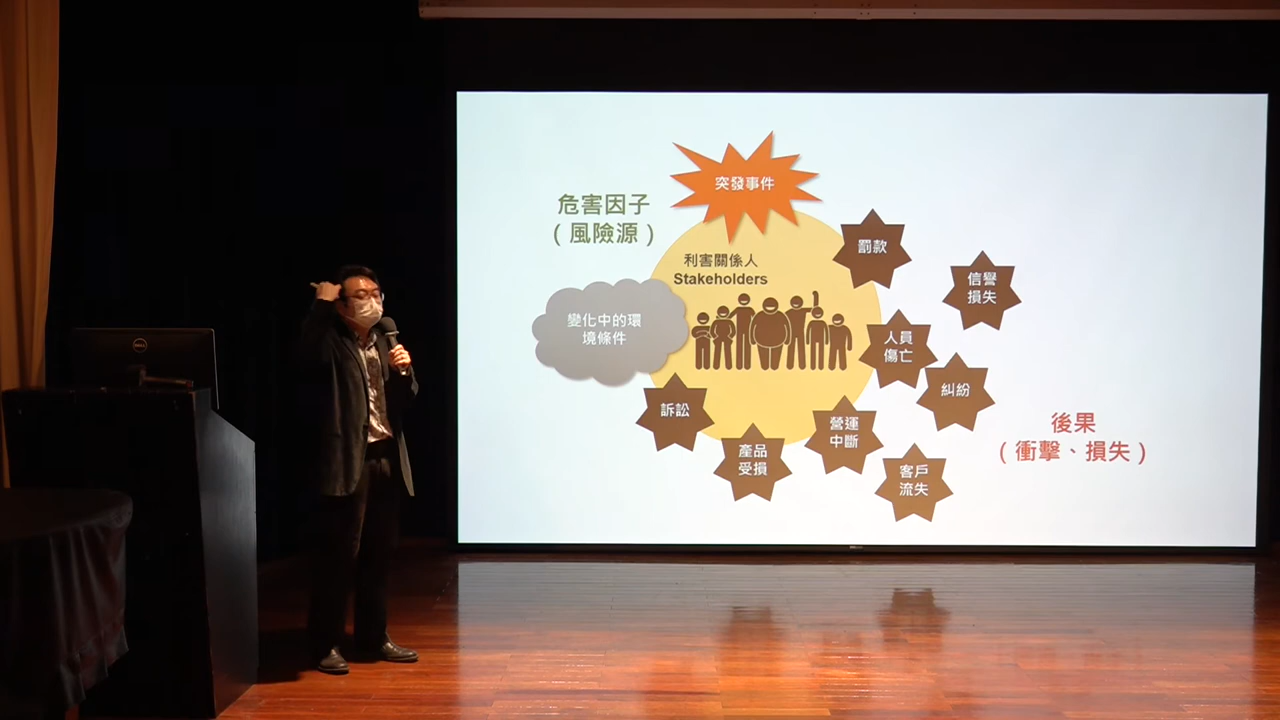 突發事件
危害因子
（風險源）
利害關係人
Stakeholders
罰款
信譽
損失
變化中的環
境條件
人員
傷亡
糾紛
訴訟
營運
中斷
後果
（衝擊、損失）
產品
受損
客戶
流失
DELL